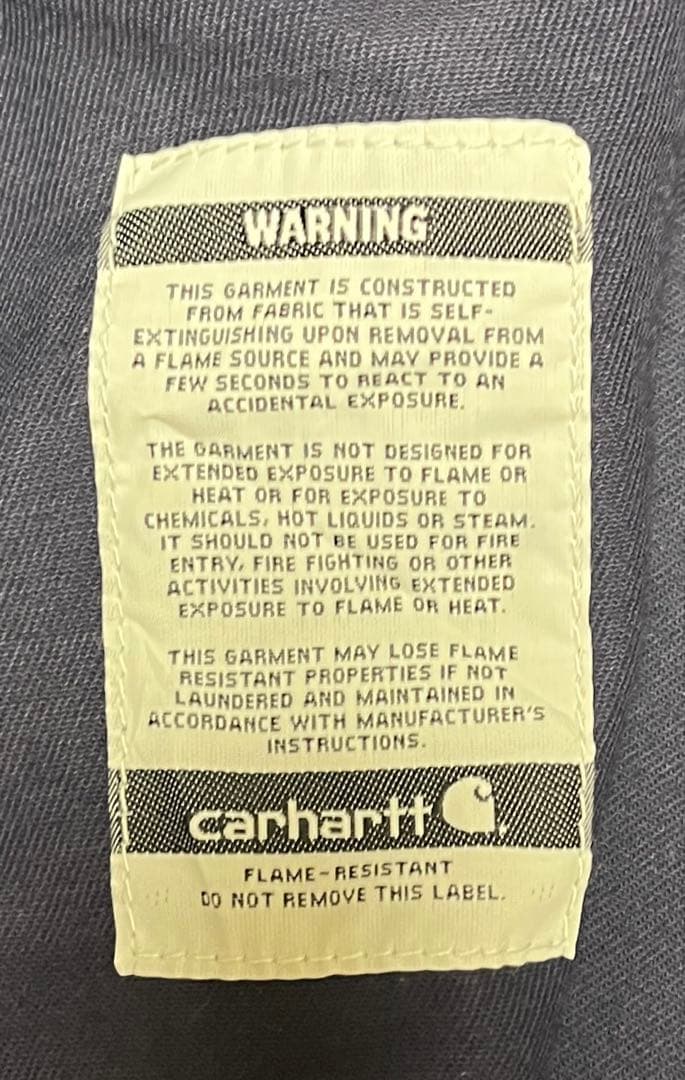 WARNING
THIS GARMENT IS CONSTRUCTED
FROM FABRIC THAT IS SELF-
EXTINGUISHING UPON REMOVAL FROM
A FLAME SOURCE AND MAY PROVIDE A
FEW SECONDS TO REACT TO AN
ACCIDENTAL EXPOSURE.
THE GARMENT IS NOT DESIGNED FOR
EXTENDED EXPOSURE TO FLAME OR
HEAT OR FOR EXPOSURE TO
CHEMICALS, HOT LIQUIDS OR STEAM.
IT SHOULD NOT BE USED FOR FIRE
ENTRY, FIRE FIGHTING OR OTHER
ACTIVITIES INVOLVING EXTENDED
EXPOSURE TO FLAME OR HEAT.
THIS GARMENT MAY LOSE FLAME
RESISTANT PROPERTIES IF NOT
LAUNDERED AND MAINTAINED IN
ACCORDANCE WITH MANUFACTURER'S
INSTRUCTIONS.
carhartt
FLAME-RESISTANT
DO NOT REMOVE THIS LABEL.